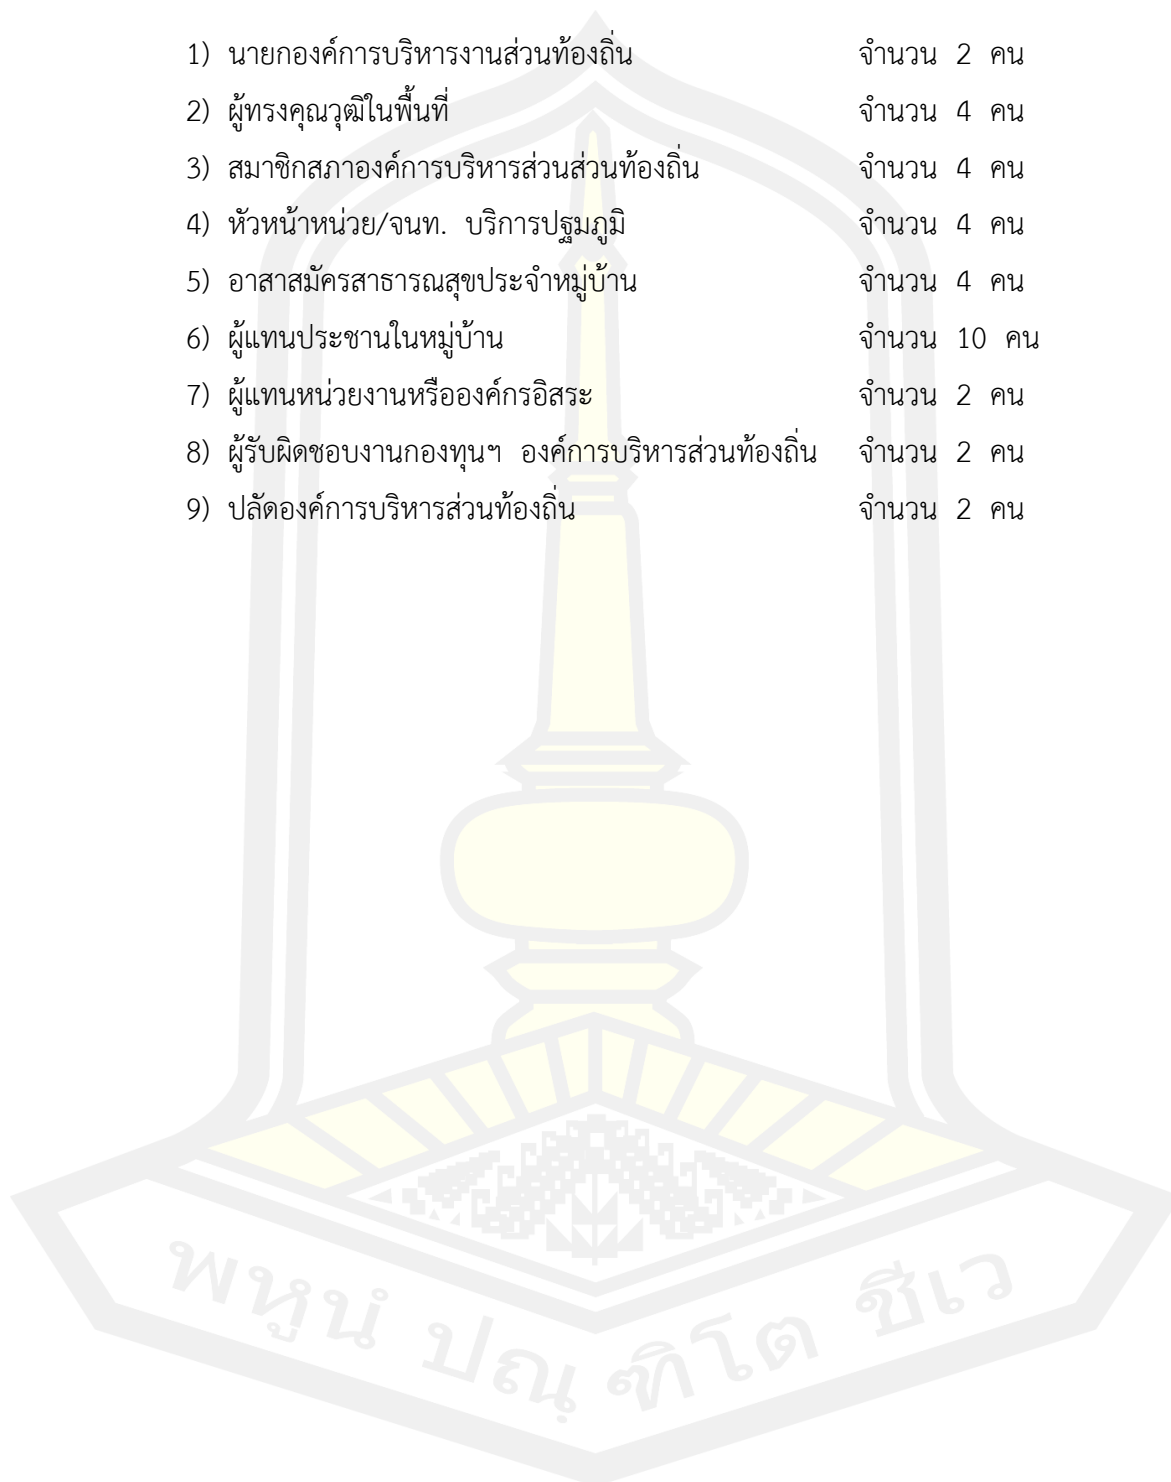 1) นายกองค์การบริหารงานส่วนท้องถิ่น จำนวน 2 คน
2) ผู้ทรงคุณวุฒิในพื้นที่ จำนวน 4 คน
3) สมาชิกสภาองค์การบริหารส่วนส่วนท้องถิ่น จำนวน 4 คน
4) หัวหน้าหน่วย/จนท. บริการปฐมภูมิ จำนวน 4 คน
5) อาสาสมัครสาธารณสุขประจำหมู่บ้าน จำนวน 4 คน
6) ผู้แทนประชานในหมู่บ้าน จำนวน 10 คน
7) ผู้แทนหน่วยงานหรือองค์กรอิสระ จำนวน 2 คน
8) ผู้รับผิดชอบงานกองทุนฯ องค์การบริหารส่วนท้องถิ่น จำนวน 2 คน
9) ปลัดองค์การบริหารส่วนท้องถิ่น จำนวน 2 คน
พหูนํ ปณฺ ฑิโต ชีเว